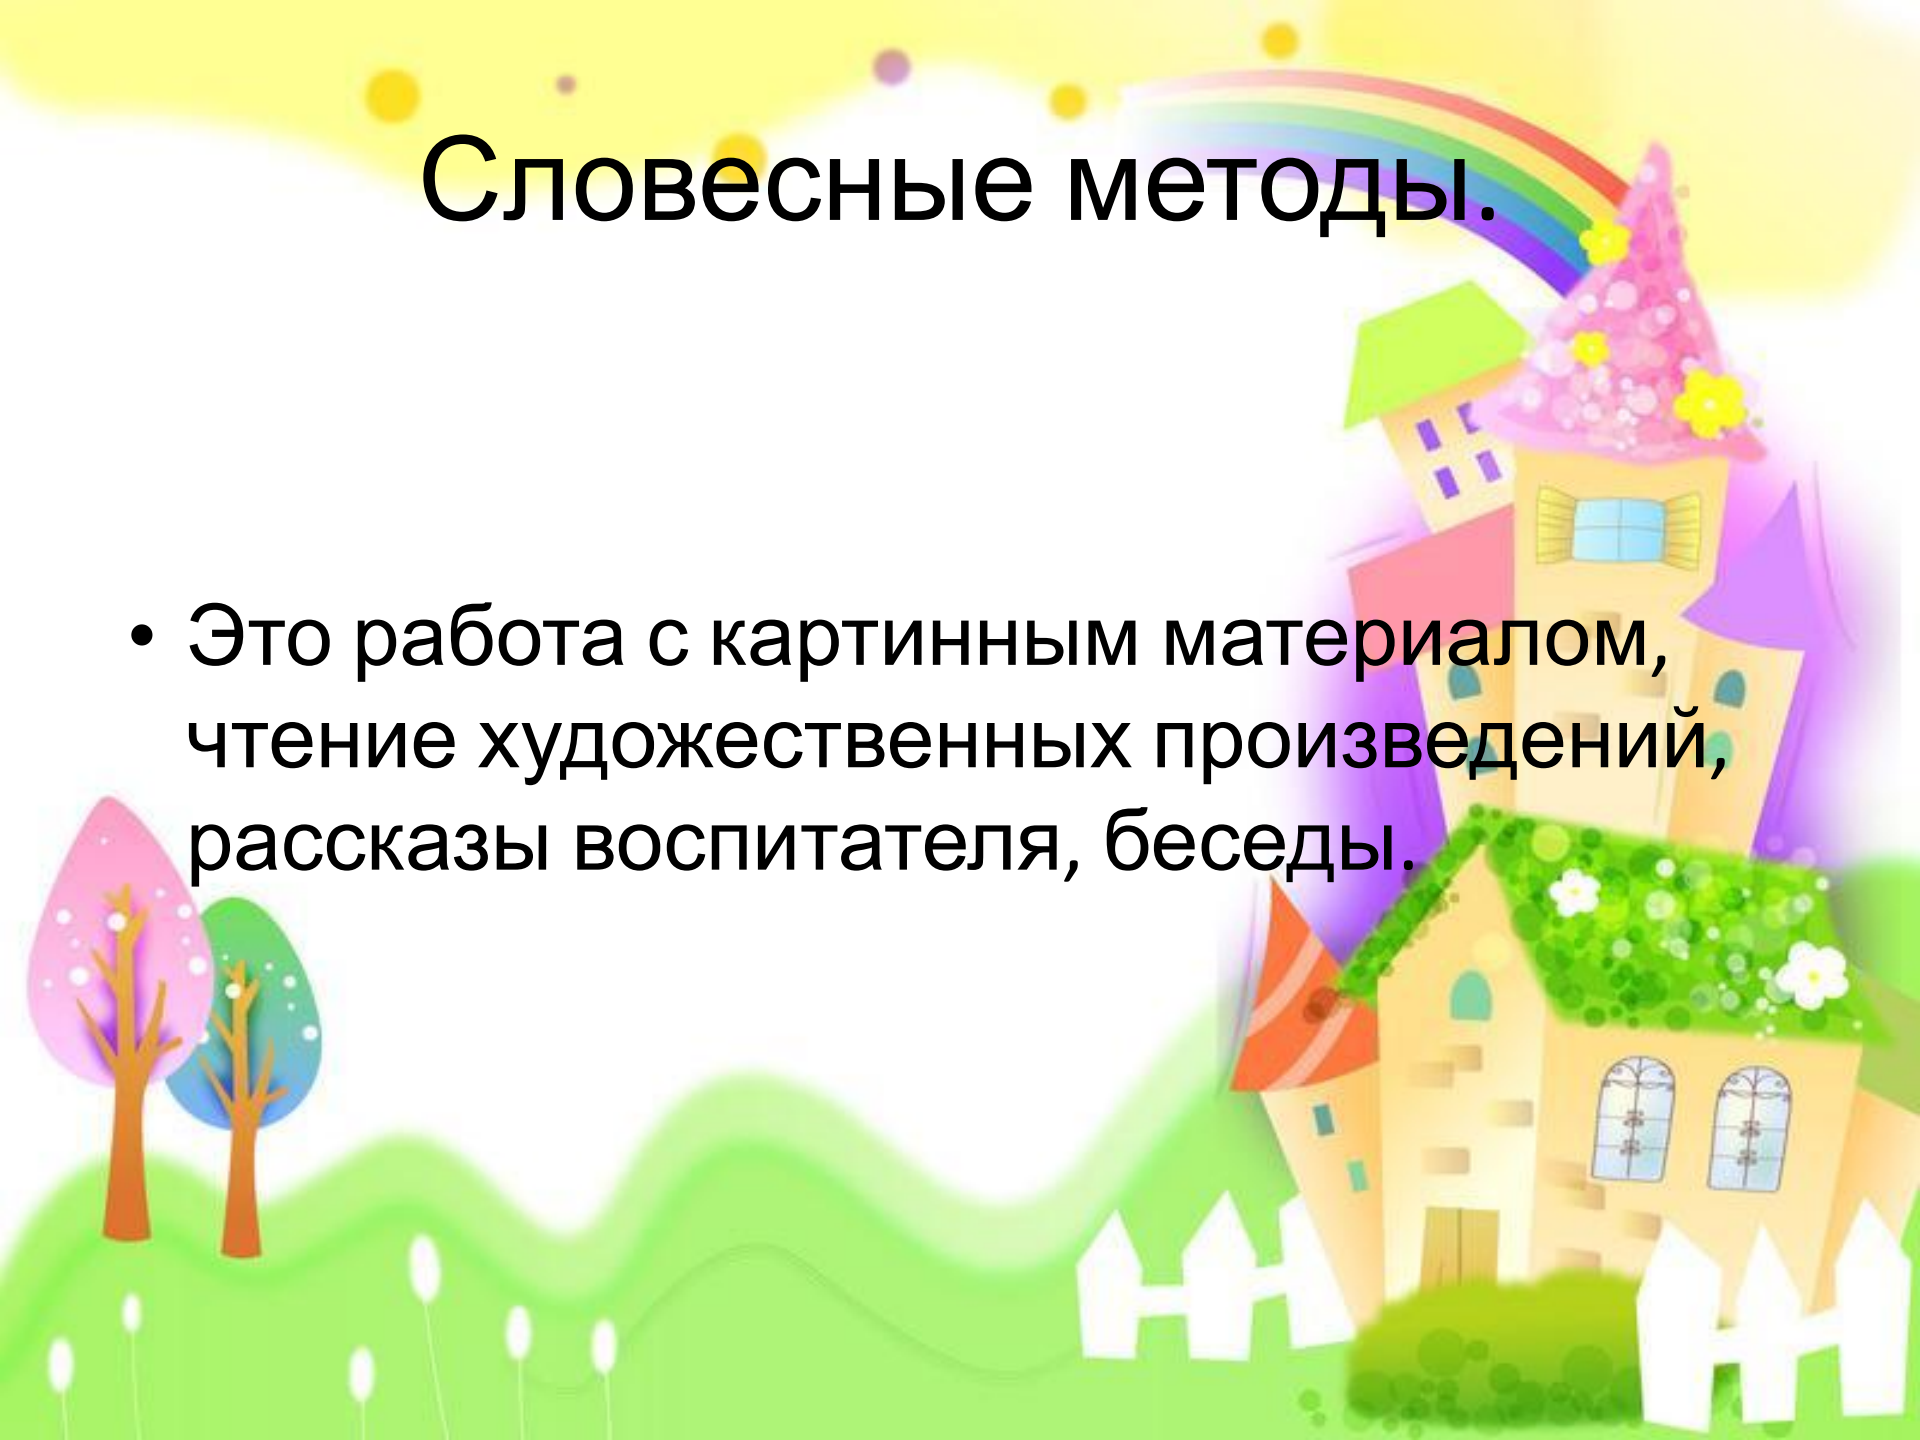 Словесные методы.
• Это работа с картинным материалом,
чтение художественных произведений,
рассказы воспитателя, беседы.